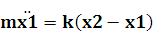 mẍ1 = k(x2 − x1)